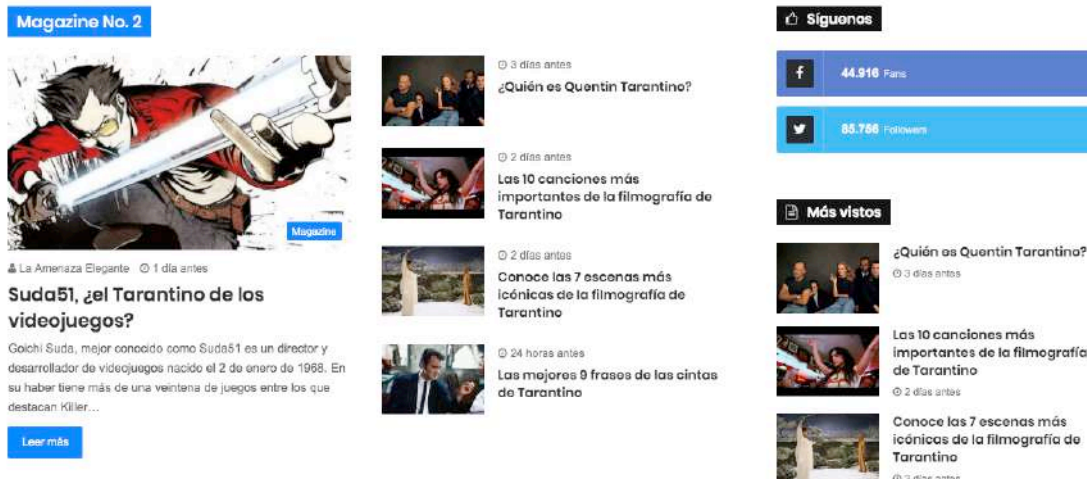 Magazine No. 2
Magazine
La Amenaza Elegante 1 día antes
Suda51, ¿el Tarantino de los
videojuegos?
Goichi Suda, mejor conocido como Suda51 es un director y
desarrollador de videojuegos nacido el 2 de enero de 1968. En
su haber tiene más de una veintena de juegos entre los que
destacan Killer…
Leer más
3 días antes
¿Quién es Quentin Tarantino?
2 días antes
Las 10 canciones más
importantes de la filmografía de
Tarantino
2 días antes
Conoce las 7 escenas más
icónicas de la filmografía de
Tarantino
24 horas antes
Las mejores 9 frases de las cintas
de Tarantino
Síguenos
44.916 Fans
85.756 Followers
Más vistos
¿Quién es Quentin Tarantino?
3 días antes
Las 10 canciones más
importantes de la filmografía
de Tarantino
2 días antes
Conoce las 7 escenas más
icónicas de la filmografía de
Tarantino
2 días antes